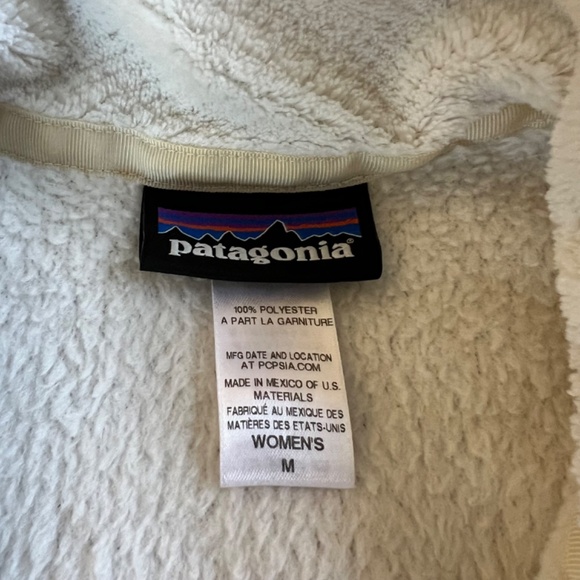 patagonia®
100% POLYESTER
A PART LA GARNITURE
MFG DATE AND LOCATION
AT PCPSIA.COM
MADE IN MEXICO OF U.S.
MATERIALS
FABRIQUÉ AU MEXIQUE DES
MATIÈRES DES ETATS-UNIS
WOMEN'S
M